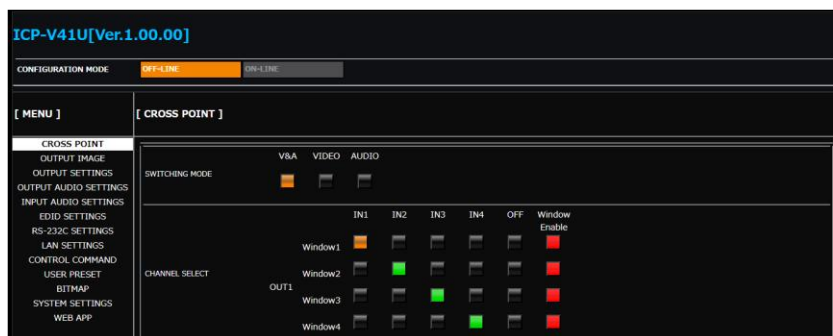 ICP-V41U[Ver.1.00.00]
CONFIGURATION MODE OFF-LINE ON-LINE
[ MENU ] [ CROSS POINT ]
CROSS POINT
OUTPUT IMAGE
OUTPUT SETTINGS
OUTPUT AUDIO SETTINGS
INPUT AUDIO SETTINGS
EDID SETTINGS
RS-232C SETTINGS
LAN SETTINGS
CONTROL COMMAND
USER PRESET
BITMAP
SYSTEM SETTINGS
WEB APP
V&A VIDEO AUDIO
SWITCHING MODE
IN1 IN2 IN3 IN4 OFF Window Enable
CHANNEL SELECT
OUT1
Window1
Window2
Window3
Window4